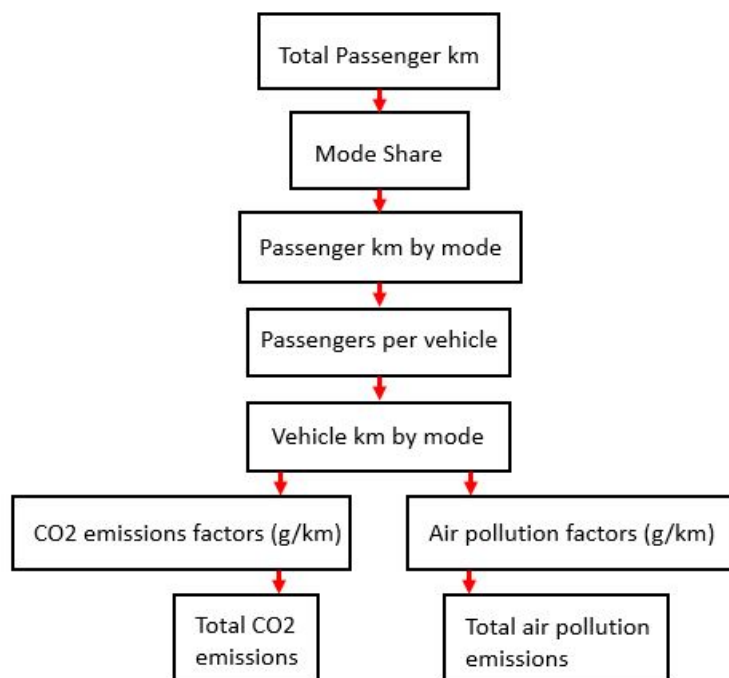 Total Passenger km
Mode Share
Passenger km by mode
Passengers per vehicle
Vehicle km by mode
CO2 emissions factors (g/km)
Air pollution factors (g/km)
Total CO2
emissions
Total air pollution
emissions